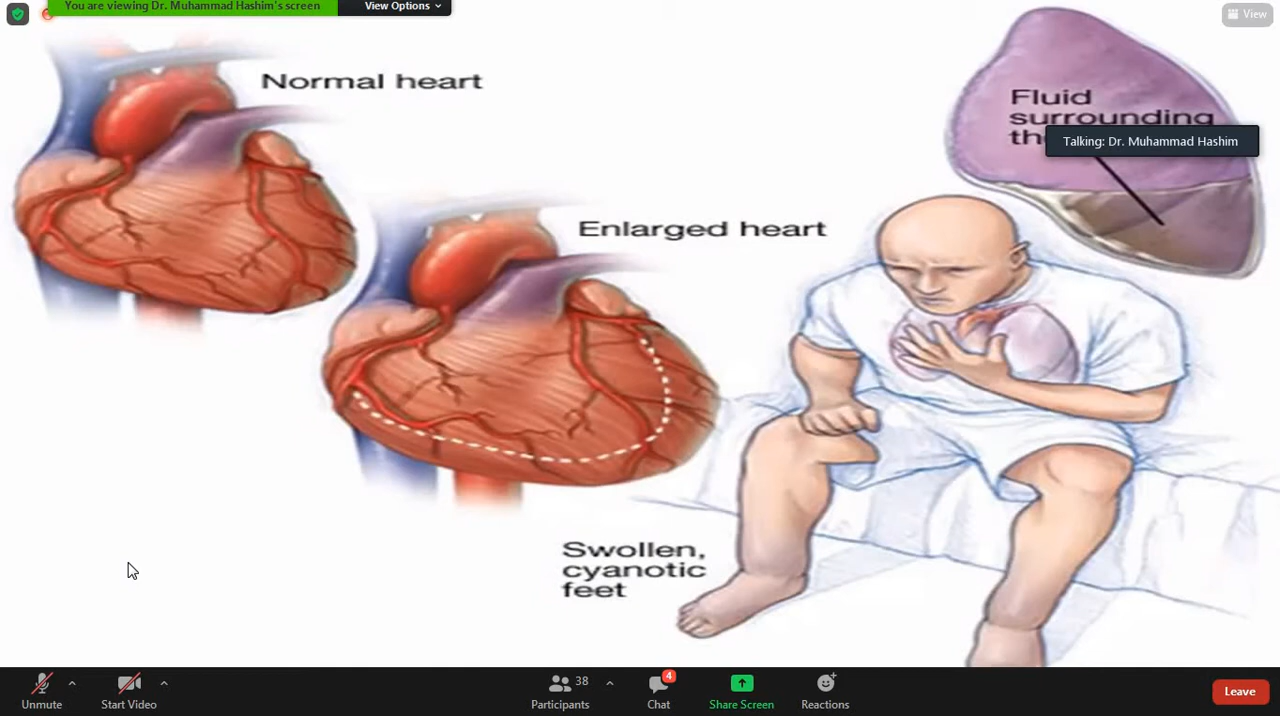 You are viewing Dr. Muhammad Hashim's screen
View Options
View
Normal heart
Fluid
surrounding
Talking: Dr. Muhammad Hashim
Enlarged heart
Swollen,
cyanotic
feet
Unmute
Start Video
38
Participants
4
Chat
Share Screen
Reactions
Leave